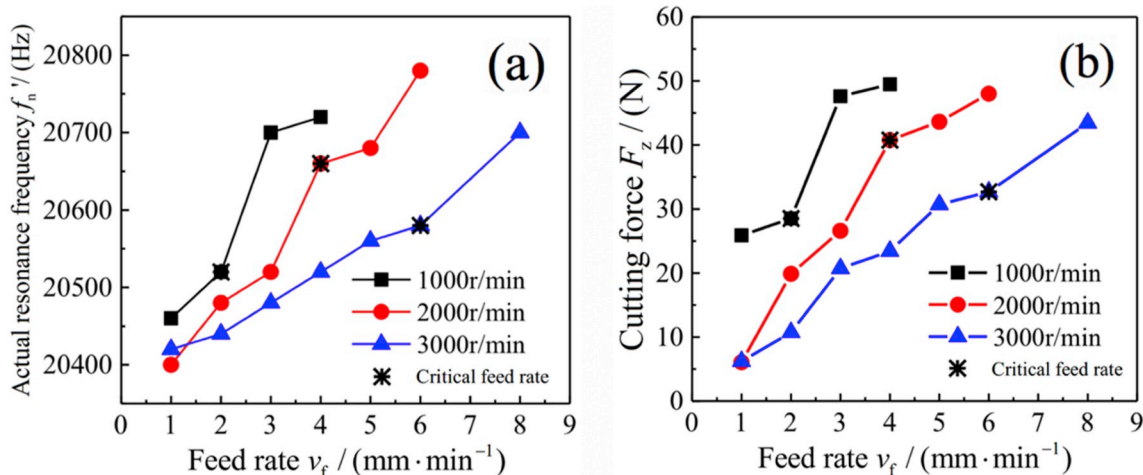 (a)
Actual resonance frequency fₙ'/ (Hz)
20800
20700
20600
20500
20400
1000r/min
2000r/min
3000r/min
Critical feed rate
0 1 2 3 4 5 6 7 8 9
Feed rate v_f / (mm·min⁻¹)
(b)
Cutting force F_z / (N)
60
50
40
30
20
10
0
1000r/min
2000r/min
3000r/min
Critical feed rate
0 1 2 3 4 5 6 7 8 9
Feed rate v_f / (mm·min⁻¹)